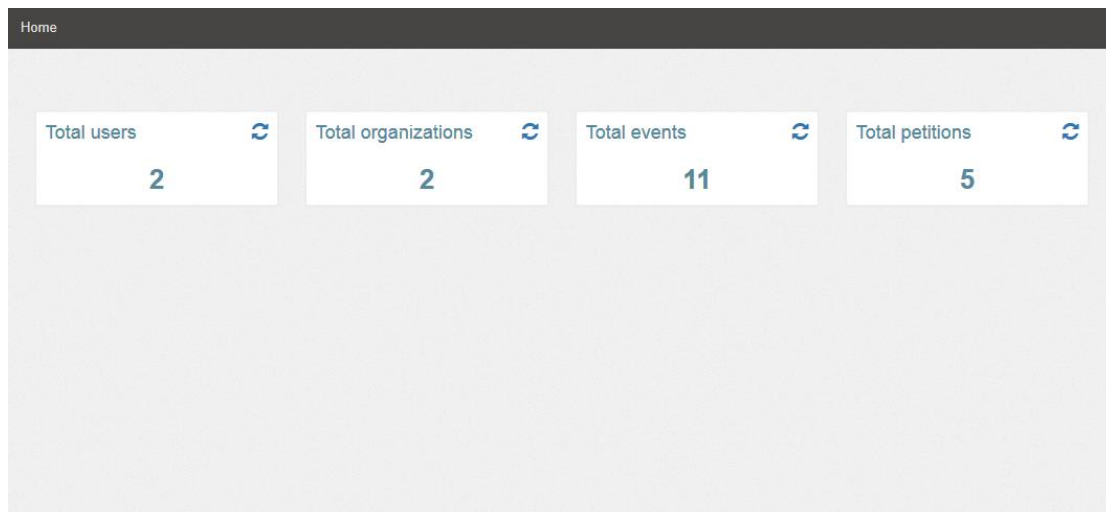 Home
Total users
2
Total organizations
2
Total events
11
Total petitions
5